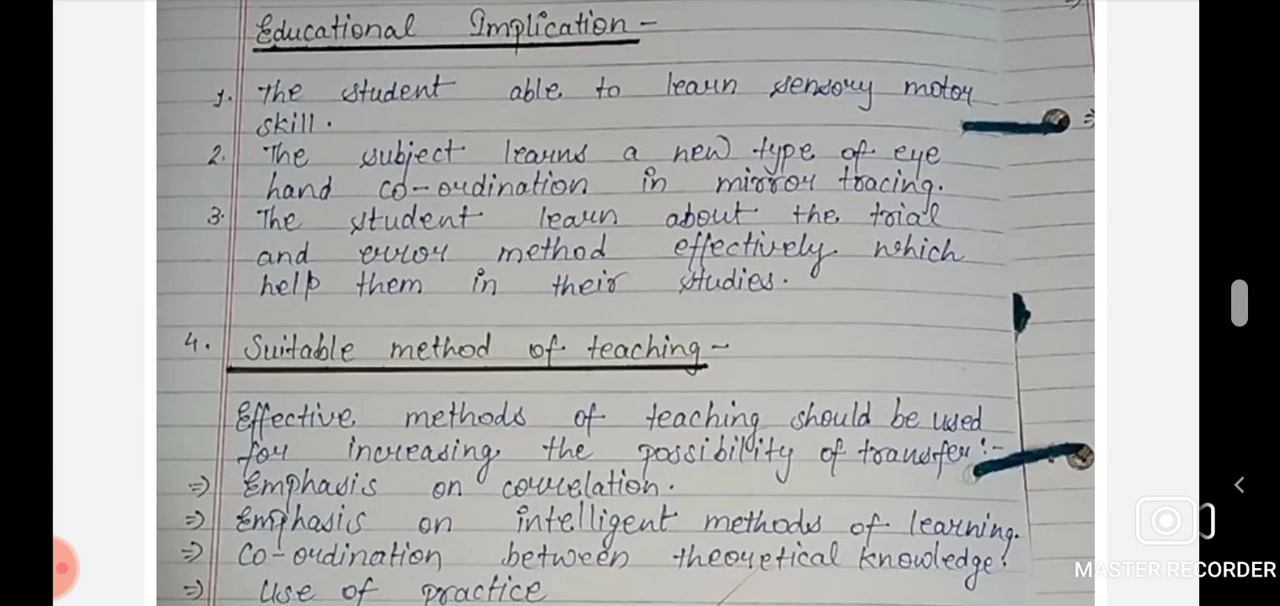 Educational Implication -
1. The student able to learn sensory motor
skill.
2. The subject learns a new type of eye
hand co-ordination in mirror tracing.
3. The student learn about the trial
and error method effectively which
help them in their studies.
4. Suitable method of teaching -
Effective methods of teaching should be used
for increasing the possibility of transfer :-
=> Emphasis on correlation.
=> Emphasis on intelligent methods of learning.
=> Co-ordination between theoretical knowledge.
=> Use of practice
MASTER RECORDER